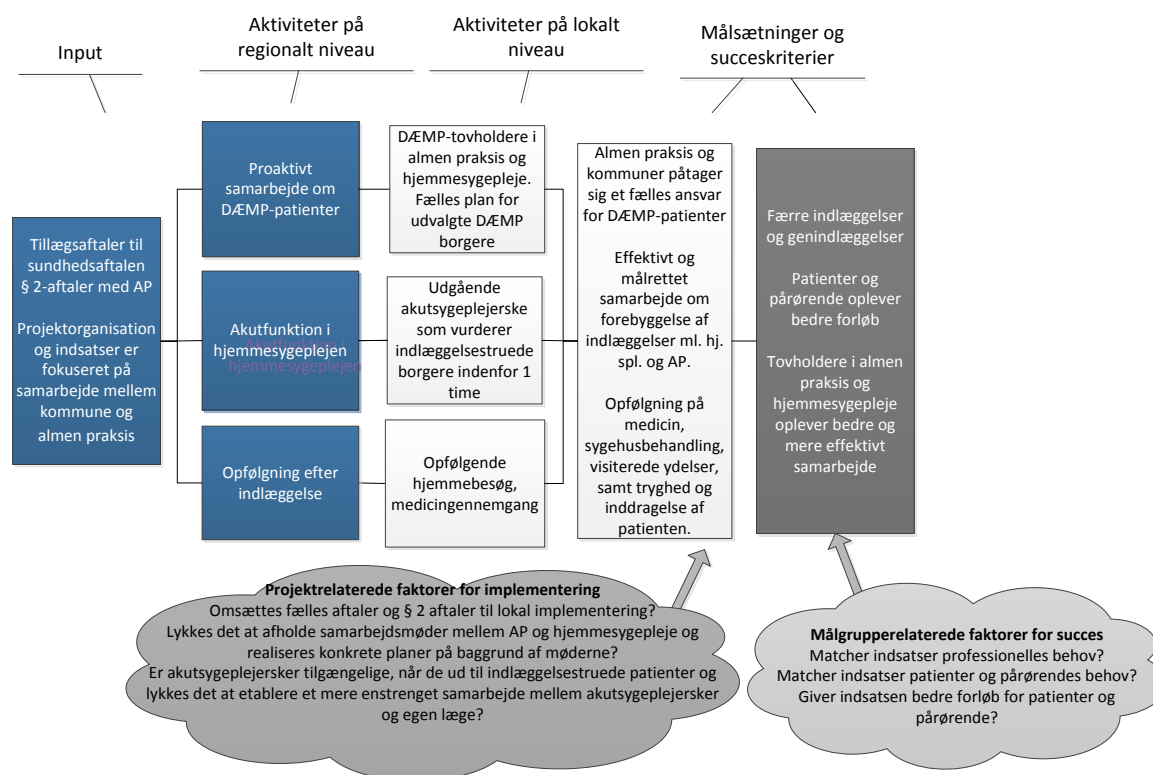 Input
Aktiviteter på
regionalt niveau
Aktiviteter på lokalt
niveau
Målsætninger og
succeskriterier
Tillægsaftaler til
sundhedsaftalen
§ 2-aftaler med AP
Projektorganisation
og indsatser er
fokuseret på
samarbejde mellem
kommune og
almen praksis
Proaktivt
samarbejde om
DÆMP-patienter
Akutfunktion i
hjemmesygeplejen
Akutfunktion i
hjemmesygeplejen
Opfølgning efter
indlæggelse
DÆMP-tovholdere i
almen praksis og
hjemmesygepleje.
Fælles plan for
udvalgte DÆMP
borgere
Udgående
akutsygeplejerske
som vurderer
indlæggelsestruede
borgere indenfor 1
time
Opfølgende
hjemmebesøg,
medicingennemgang
Almen praksis og
kommuner påtager
sig et fælles ansvar
for DÆMP-patienter
Effektivt og
målrettet
samarbejde om
forebyggelse af
indlæggelser ml. hj.
spl. og AP.
Opfølgning på
medicin,
sygehusbehandling,
visiterede ydelser,
samt tryghed og
inddragelse af
patienten.
Færre indlæggelser
og genindlæggelser
Patienter og
pårørende oplever
bedre forløb
Tovholdere i almen
praksis og
hjemmesygepleje
oplever bedre og
mere effektivt
samarbejde
Projektrelaterede faktorer for implementering
Omsættes fælles aftaler og § 2 aftaler til lokal implementering?
Lykkes det at afholde samarbejdsmøder mellem AP og hjemmesygepleje og
realiseres konkrete planer på baggrund af møderne?
Er akutsygeplejersker tilgængelige, når de ud til indlæggelsestruede patienter og
lykkes det at etablere et mere enstrenget samarbejde mellem akutsygeplejersker
og egen læge?
Målgrupperelaterede faktorer for succes
Matcher indsatser professionelles behov?
Matcher indsatser patienter og pårørendes behov?
Giver indsatsen bedre forløb for patienter og
pårørende?